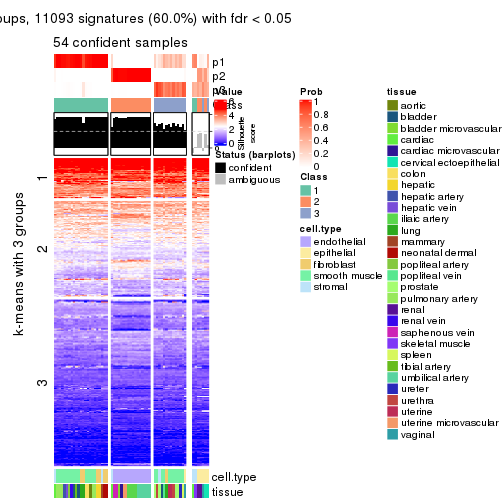 oups, 11093 signatures (60.0%) with fdr < 0.05
54 confident samples
p1
p2
Value
6
4
2
0
Silhouette
score
Status (barplots)
confident
ambiguous
Prob
1
0.8
0.6
0.4
0.2
0
Class
1
2
3
cell.type
endothelial
epithelial
fibroblast
smooth muscle
stromal
tissue
aortic
bladder
bladder microvascular
cardiac
cardiac microvascular
cervical ectoepithelial
colon
hepatic
hepatic artery
hepatic vein
iliac artery
lung
mammary
neonatal dermal
popliteal artery
popliteal vein
prostate
pulmonary artery
renal
renal vein
saphenous vein
skeletal muscle
spleen
tibial artery
umbilical artery
ureter
urethra
uterine
uterine microvascular
vaginal
k-means with 3 groups
1
2
3
cell.type
tissue